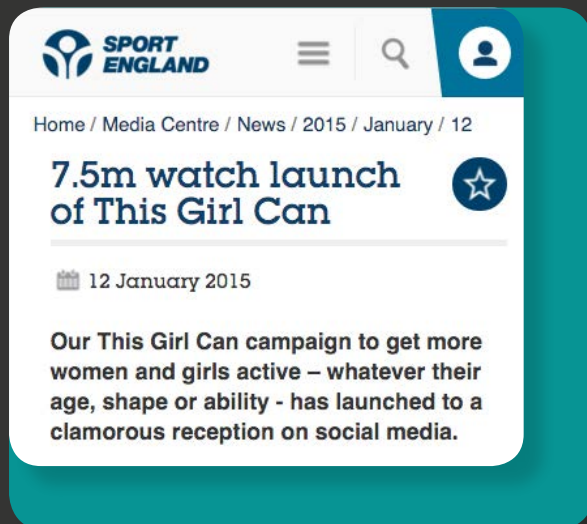 SPORT
ENGLAND
Home / Media Centre / News / 2015 / January / 12
7.5m watch launch
of This Girl Can
12 January 2015
Our This Girl Can campaign to get more
women and girls active – whatever their
age, shape or ability - has launched to a
clamorous reception on social media.